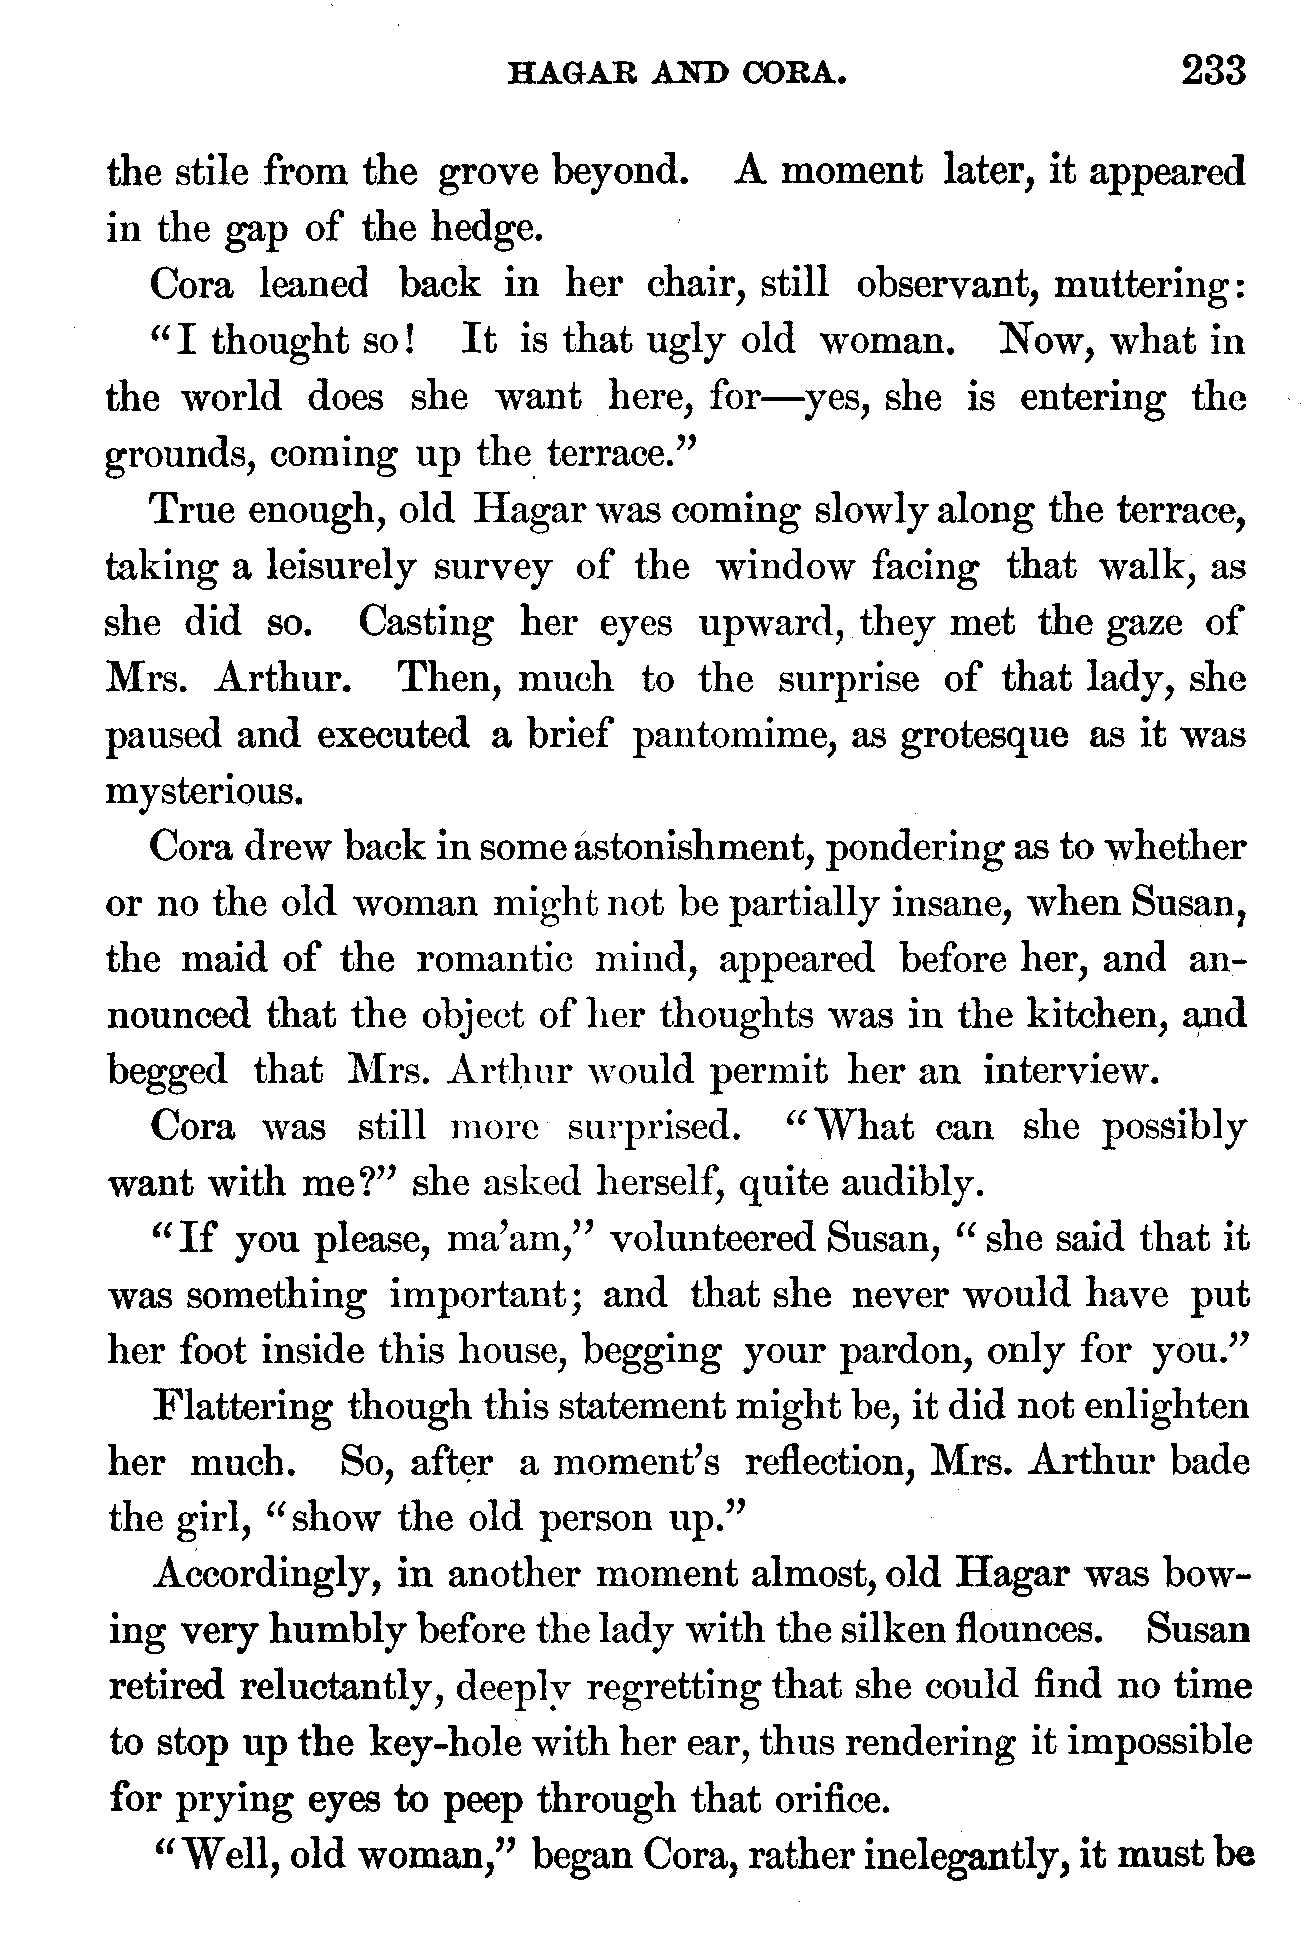 HAGAR AND CORA. 233
the stile from the grove beyond. A moment later, it appeared
in the gap of the hedge.
Cora leaned back in her chair, still observant, muttering:
“I thought so! It is that ugly old woman. Now, what in
the world does she want here, for—yes, she is entering the
grounds, coming up the terrace.”
True enough, old Hagar was coming slowly along the terrace,
taking a leisurely survey of the window facing that walk, as
she did so. Casting her eyes upward, they met the gaze of
Mrs. Arthur. Then, much to the surprise of that lady, she
paused and executed a brief pantomime, as grotesque as it was
mysterious.
Cora drew back in some astonishment, pondering as to whether
or no the old woman might not be partially insane, when Susan,
the maid of the romantic mind, appeared before her, and an-
nounced that the object of her thoughts was in the kitchen, and
begged that Mrs. Arthur would permit her an interview.
Cora was still more surprised. “What can she possibly
want with me?” she asked herself, quite audibly.
“If you please, ma’am,” volunteered Susan, “she said that it
was something important; and that she never would have put
her foot inside this house, begging your pardon, only for you.”
Flattering though this statement might be, it did not enlighten
her much. So, after a moment’s reflection, Mrs. Arthur bade
the girl, “show the old person up.”
Accordingly, in another moment almost, old Hagar was bow-
ing very humbly before the lady with the silken flounces. Susan
retired reluctantly, deeply regretting that she could find no time
to stop up the key-hole with her ear, thus rendering it impossible
for prying eyes to peep through that orifice.
“Well, old woman,” began Cora, rather inelegantly, it must be